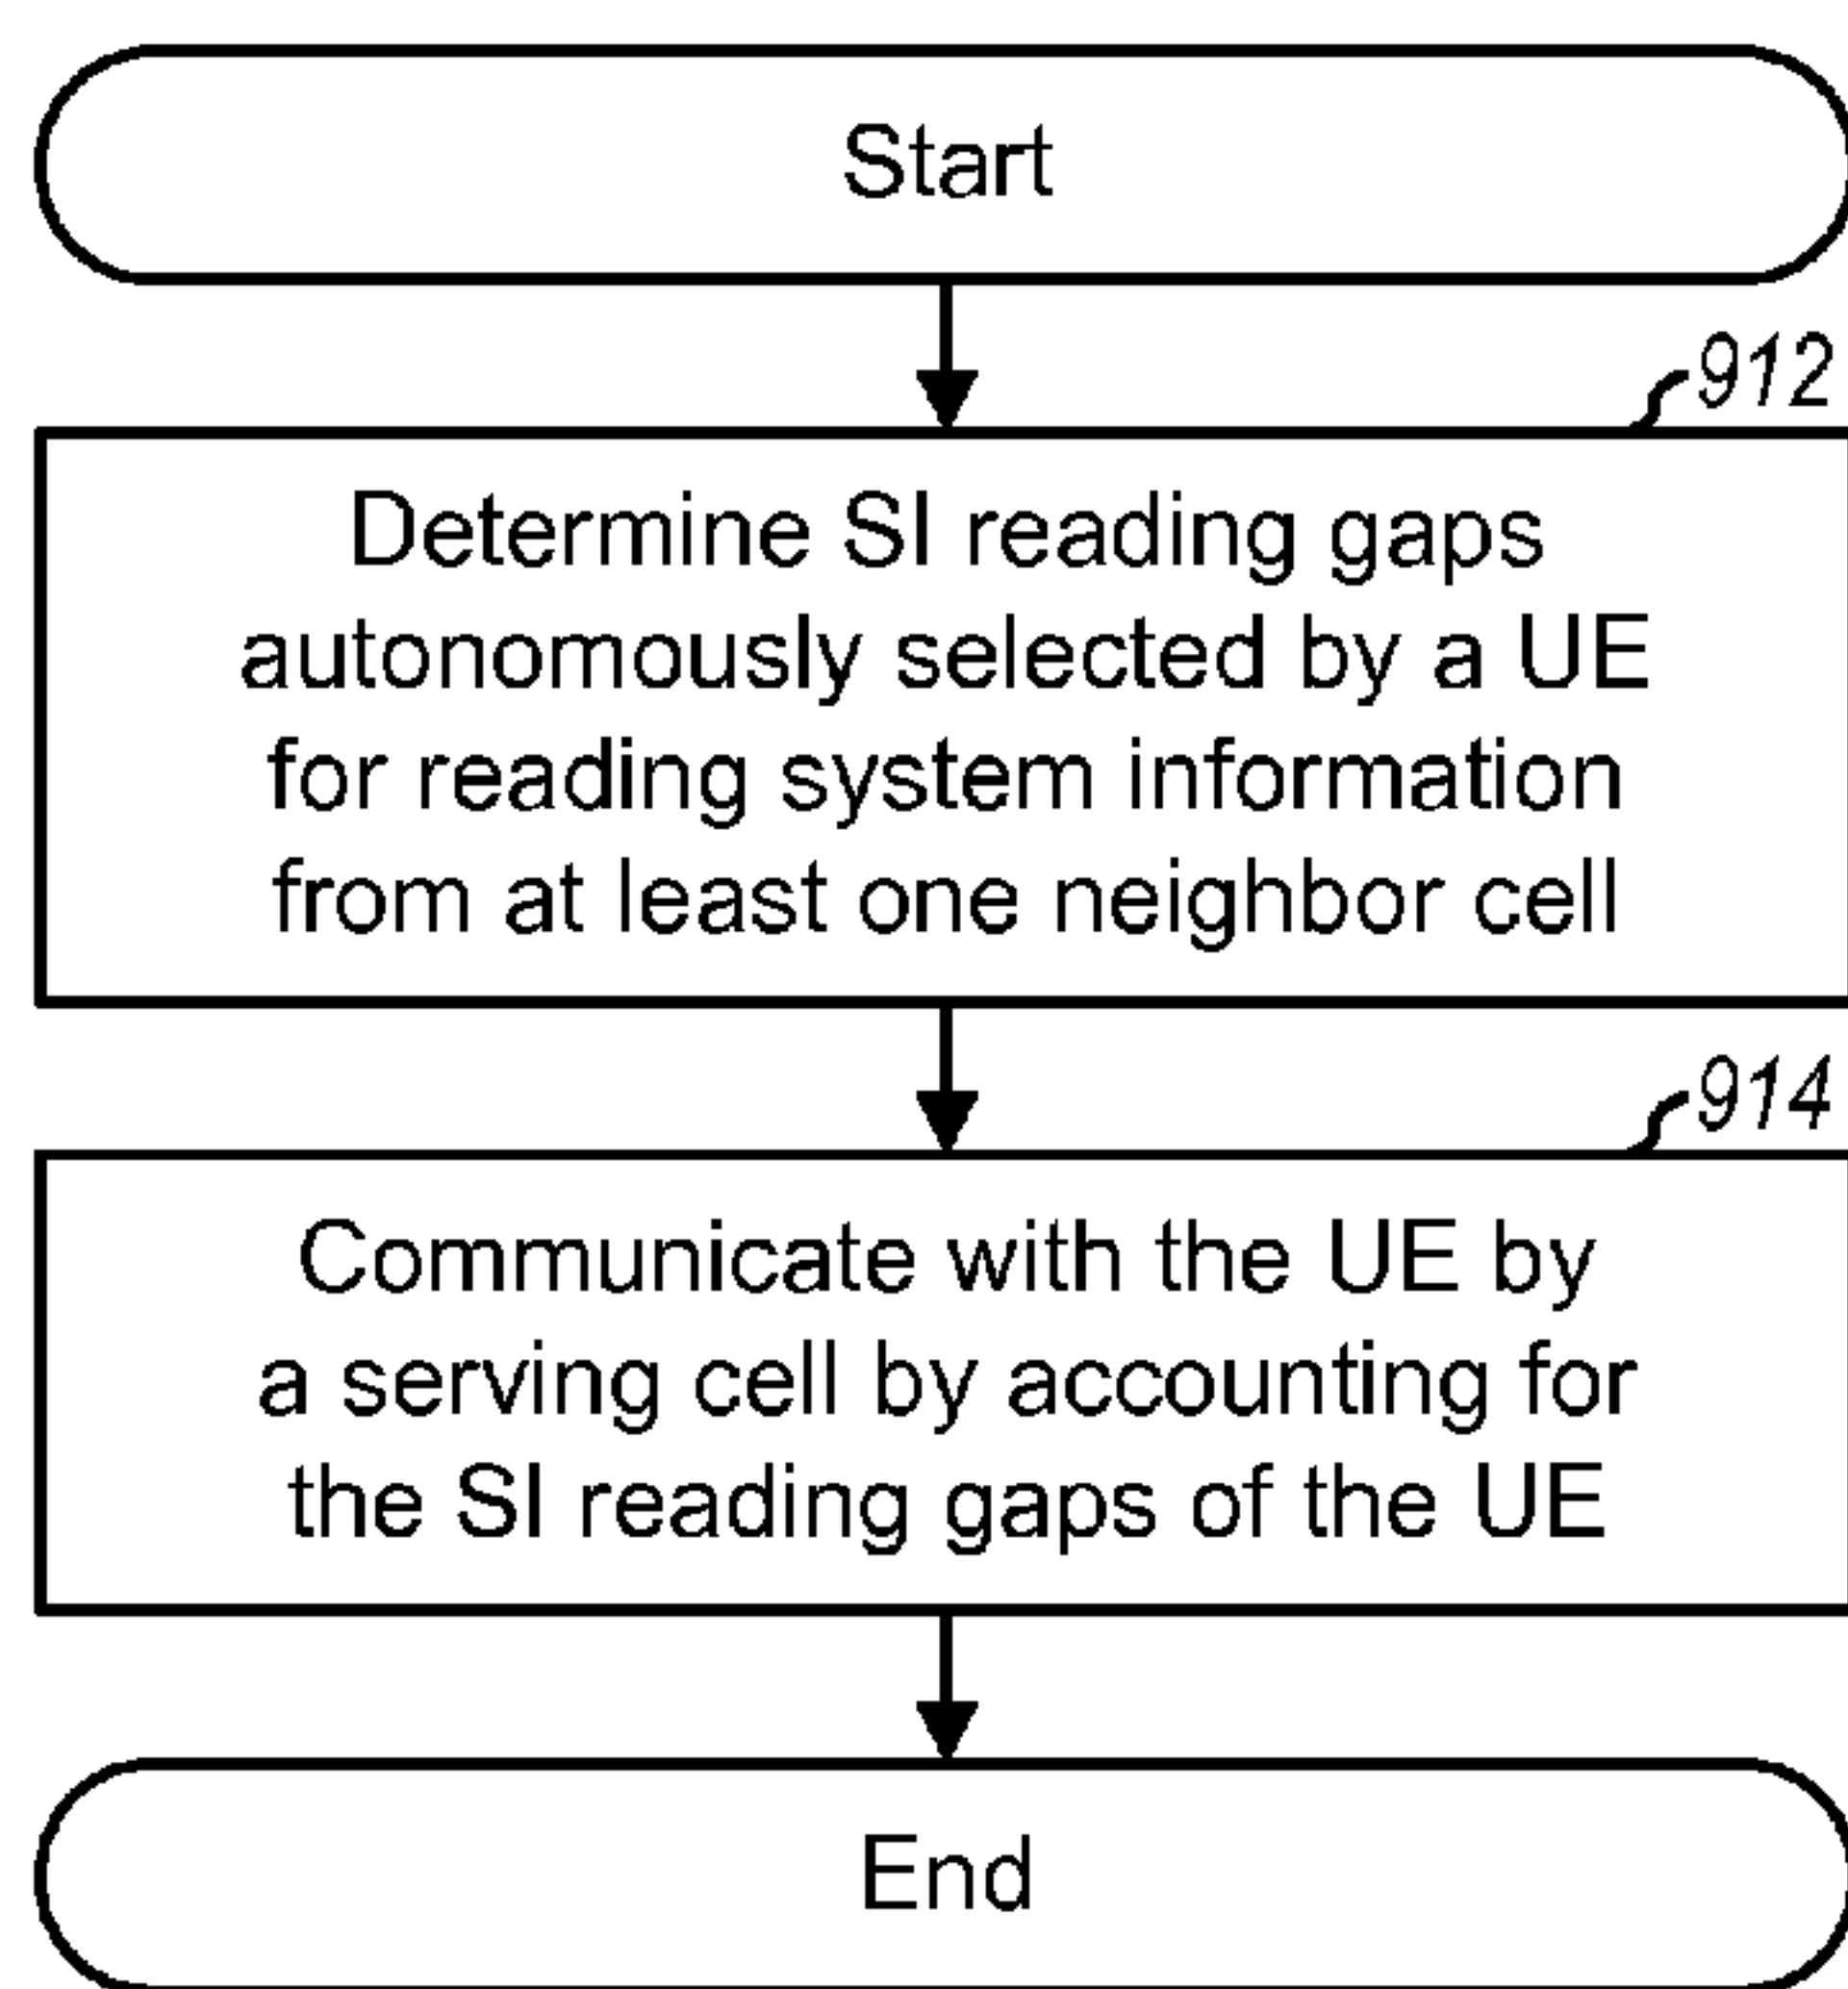 Start
912
Determine SI reading gaps
autonomously selected by a UE
for reading system information
from at least one neighbor cell
914
Communicate with the UE by
a serving cell by accounting for
the SI reading gaps of the UE
End